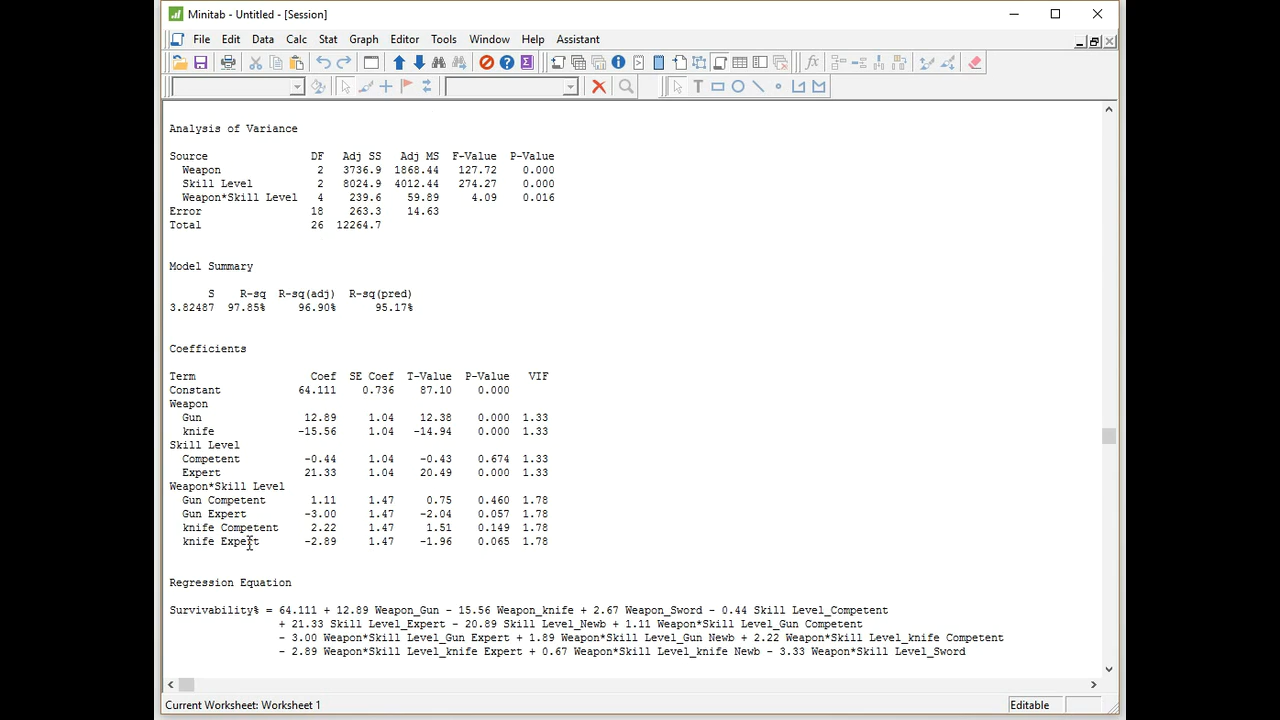 Minitab - Untitled - [Session]
File Edit Data Calc Stat Graph Editor Tools Window Help Assistant
Analysis of Variance
Source DF Adj SS Adj MS F-Value P-Value
Weapon 2 3736.9 1868.44 127.72 0.000
Skill Level 2 8024.9 4012.44 274.27 0.000
Weapon*Skill Level 4 239.6 59.89 4.09 0.016
Error 18 263.3 14.63
Total 26 12264.7
Model Summary
S R-sq R-sq(adj) R-sq(pred)
3.82487 97.85% 96.90% 95.17%
Coefficients
Term Coef SE Coef T-Value P-Value VIF
Constant 64.111 0.736 87.10 0.000
Weapon
Gun 12.89 1.04 12.38 0.000 1.33
knife -15.56 1.04 -14.94 0.000 1.33
Skill Level
Competent -0.44 1.04 -0.43 0.674 1.33
Expert 21.33 1.04 20.49 0.000 1.33
Weapon*Skill Level
Gun Competent 1.11 1.47 0.75 0.460 1.78
Gun Expert -3.00 1.47 -2.04 0.057 1.78
knife Competent 2.22 1.47 1.51 0.149 1.78
knife Expert -2.89 1.47 -1.96 0.065 1.78
Regression Equation
Survivability% = 64.111 + 12.89 Weapon_Gun - 15.56 Weapon_knife + 2.67 Weapon_Sword - 0.44 Skill Level_Competent
+ 21.33 Skill Level_Expert - 20.89 Skill Level_Newb + 1.11 Weapon*Skill Level_Gun Competent
- 3.00 Weapon*Skill Level_Gun Expert + 1.89 Weapon*Skill Level_Gun Newb + 2.22 Weapon*Skill Level_knife Competent
- 2.89 Weapon*Skill Level_knife Expert + 0.67 Weapon*Skill Level_knife Newb - 3.33 Weapon*Skill Level_Sword
Current Worksheet: Worksheet 1 Editable